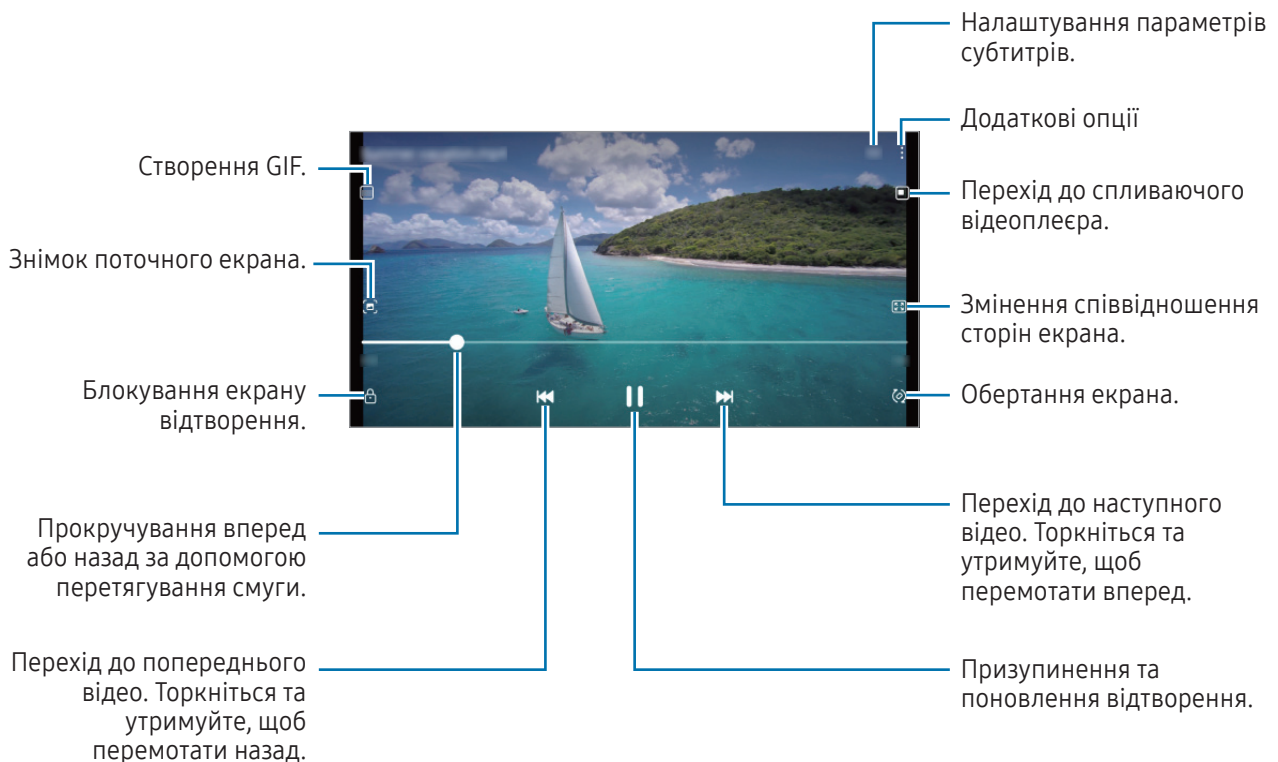 Налаштування параметрів
субтитрів.
Додаткові опції
Створення GIF.
Перехід до спливаючого
відеоплеєра.
Знімок поточного екрана.
Змінення співвідношення
сторін екрана.
Блокування екрану
відтворення.
Обертання екрана.
Прокручування вперед
або назад за допомогою
перетягування смуги.
Перехід до наступного
відео. Торкніться та
утримуйте, щоб
перемотати вперед.
Перехід до попереднього
відео. Торкніться та
утримуйте, щоб
перемотати назад.
Призупинення та
поновлення відтворення.